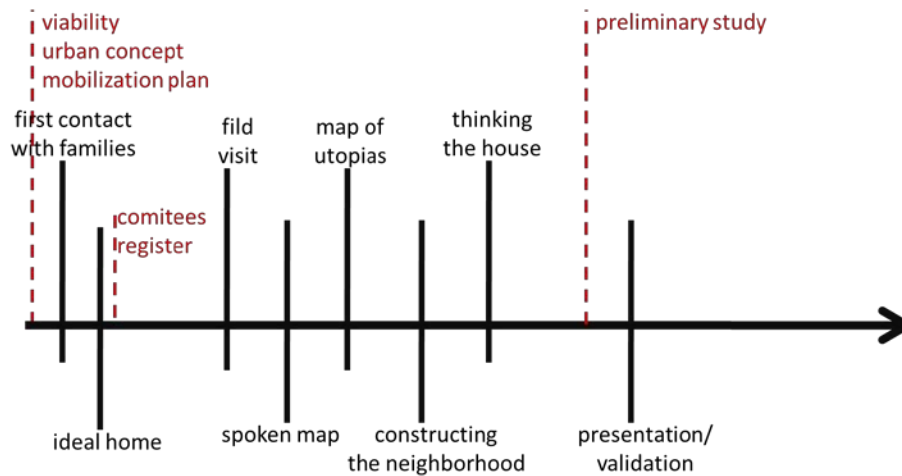 viability
urban concept
mobilization plan
preliminary study
first contact
with families
fild
visit
map of
utopias
thinking
the house
comitees
register
ideal home
spoken map
constructing
the neighborhood
presentation/
validation